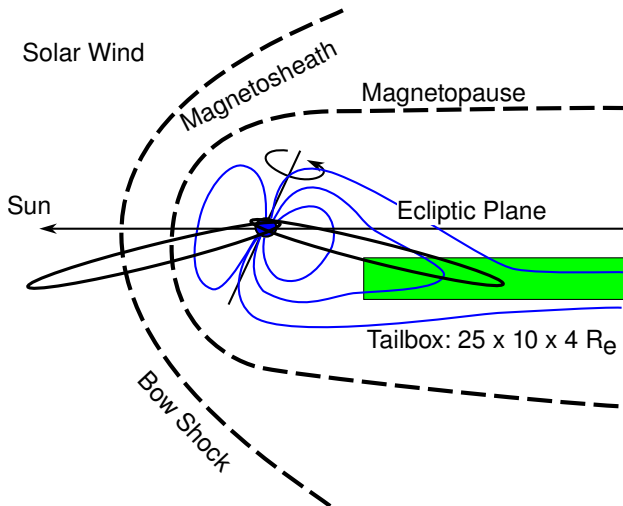 Solar Wind
Magnetosheath
Magnetopause
Sun
Ecliptic Plane
Tailbox: 25 x 10 x 4 Re
Bow Shock